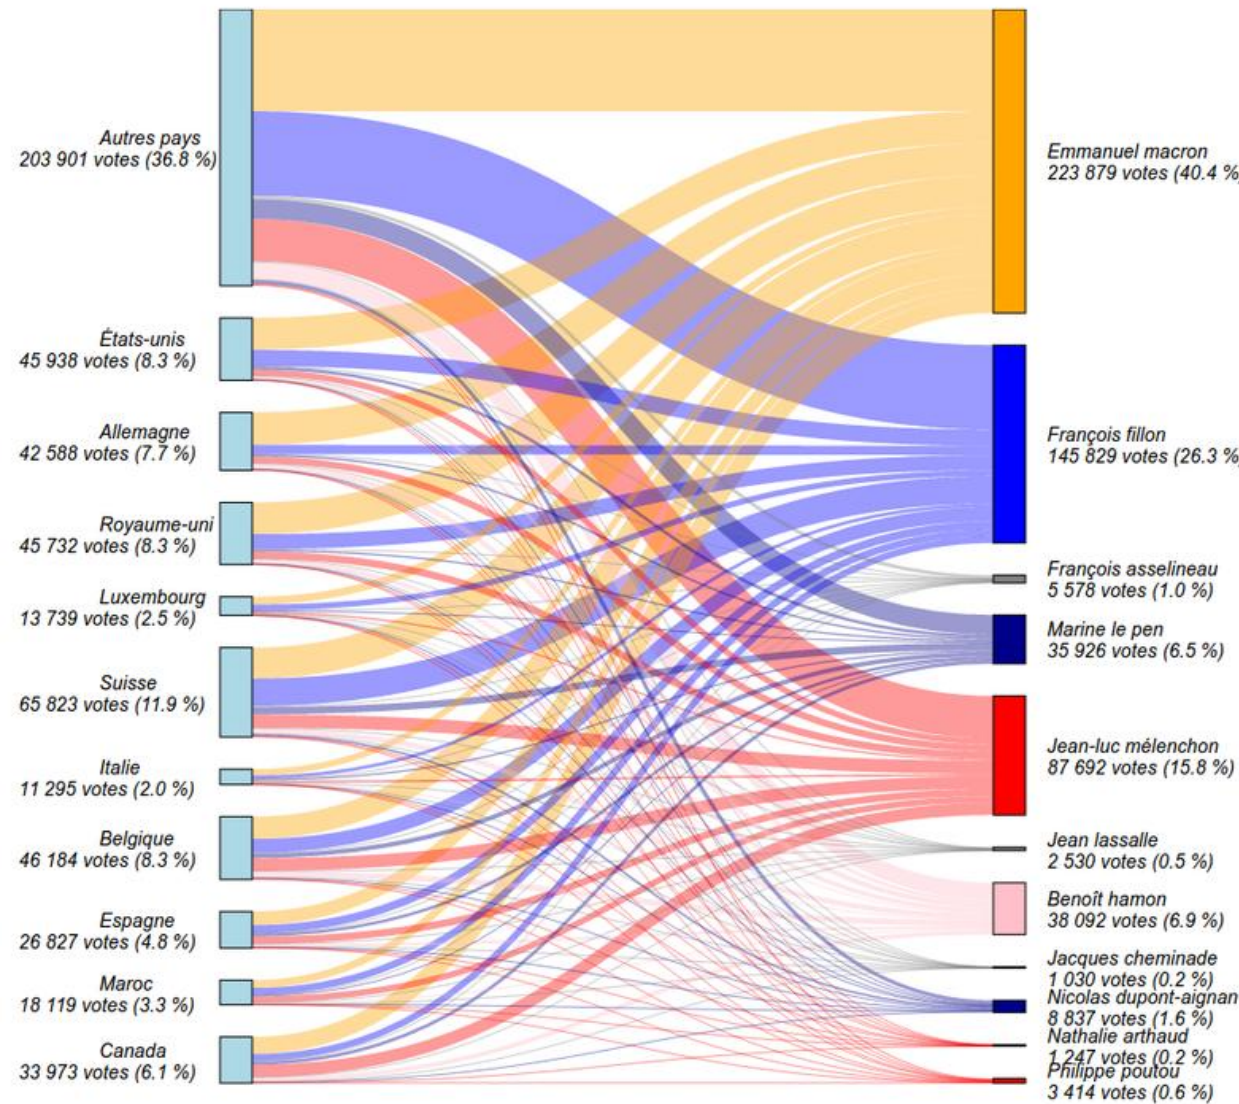 Autres pays
203 901 votes (36.8 %)
États-unis
45 938 votes (8.3 %)
Allemagne
42 588 votes (7.7 %)
Royaume-uni
45 732 votes (8.3 %)
Luxembourg
13 739 votes (2.5 %)
Suisse
65 823 votes (11.9 %)
Italie
11 295 votes (2.0 %)
Belgique
46 184 votes (8.3 %)
Espagne
26 827 votes (4.8 %)
Maroc
18 119 votes (3.3 %)
Canada
33 973 votes (6.1 %)
Emmanuel macron
223 879 votes (40.4 %)
François fillon
145 829 votes (26.3 %)
François asselineau
5 578 votes (1.0 %)
Marine le pen
35 926 votes (6.5 %)
Jean-luc mélenchon
87 692 votes (15.8 %)
Jean lassalle
2 530 votes (0.5 %)
Benoît hamon
38 092 votes (6.9 %)
Jacques cheminade
1 030 votes (0.2 %)
Nicolas dupont-aignan
8 837 votes (1.6 %)
Nathalie arthaud
1 247 votes (0.2 %)
Philippe poutou
3 414 votes (0.6 %)